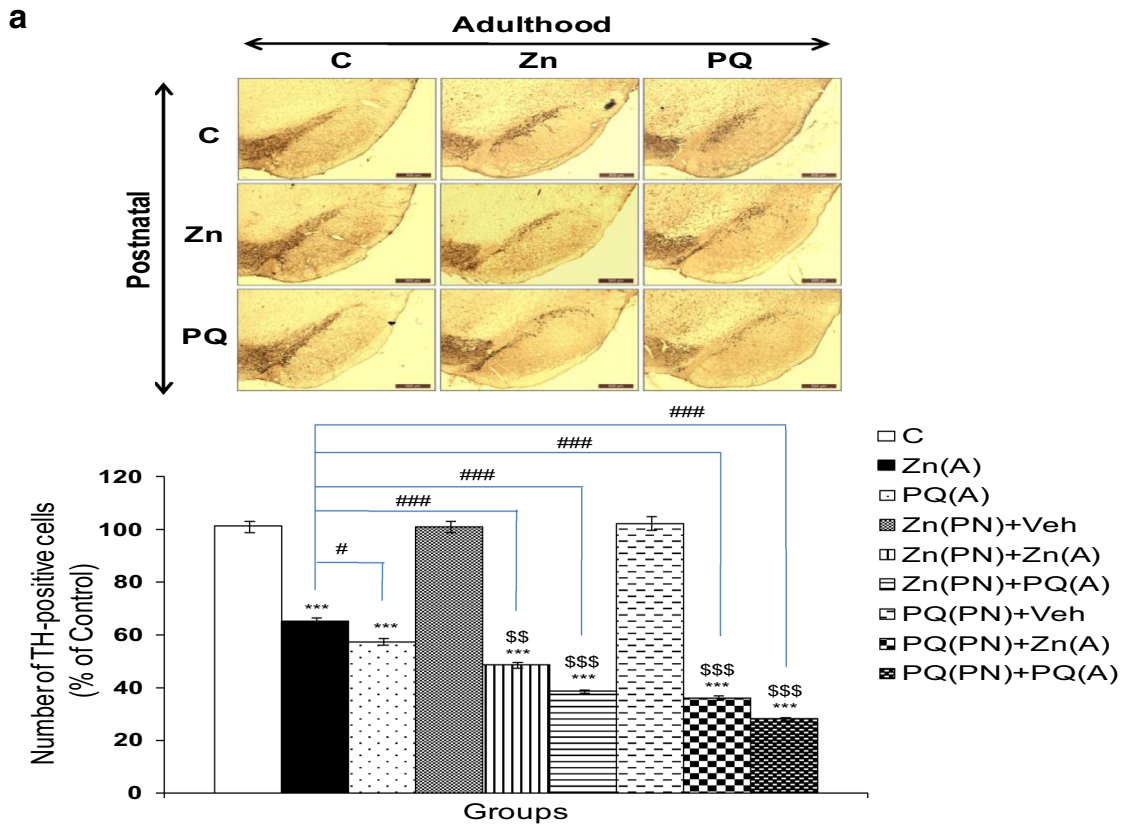 a
Adulthood
C Zn PQ
Postnatal
C
Zn
PQ
###
###
###
###
#
Number of TH-positive cells
(% of Control)
120
100
80
60
40
20
0
***
***
$$
***
$$$
***
$$$
***
$$$
***
Groups
C
Zn(A)
PQ(A)
Zn(PN)+Veh
Zn(PN)+Zn(A)
Zn(PN)+PQ(A)
PQ(PN)+Veh
PQ(PN)+Zn(A)
PQ(PN)+PQ(A)